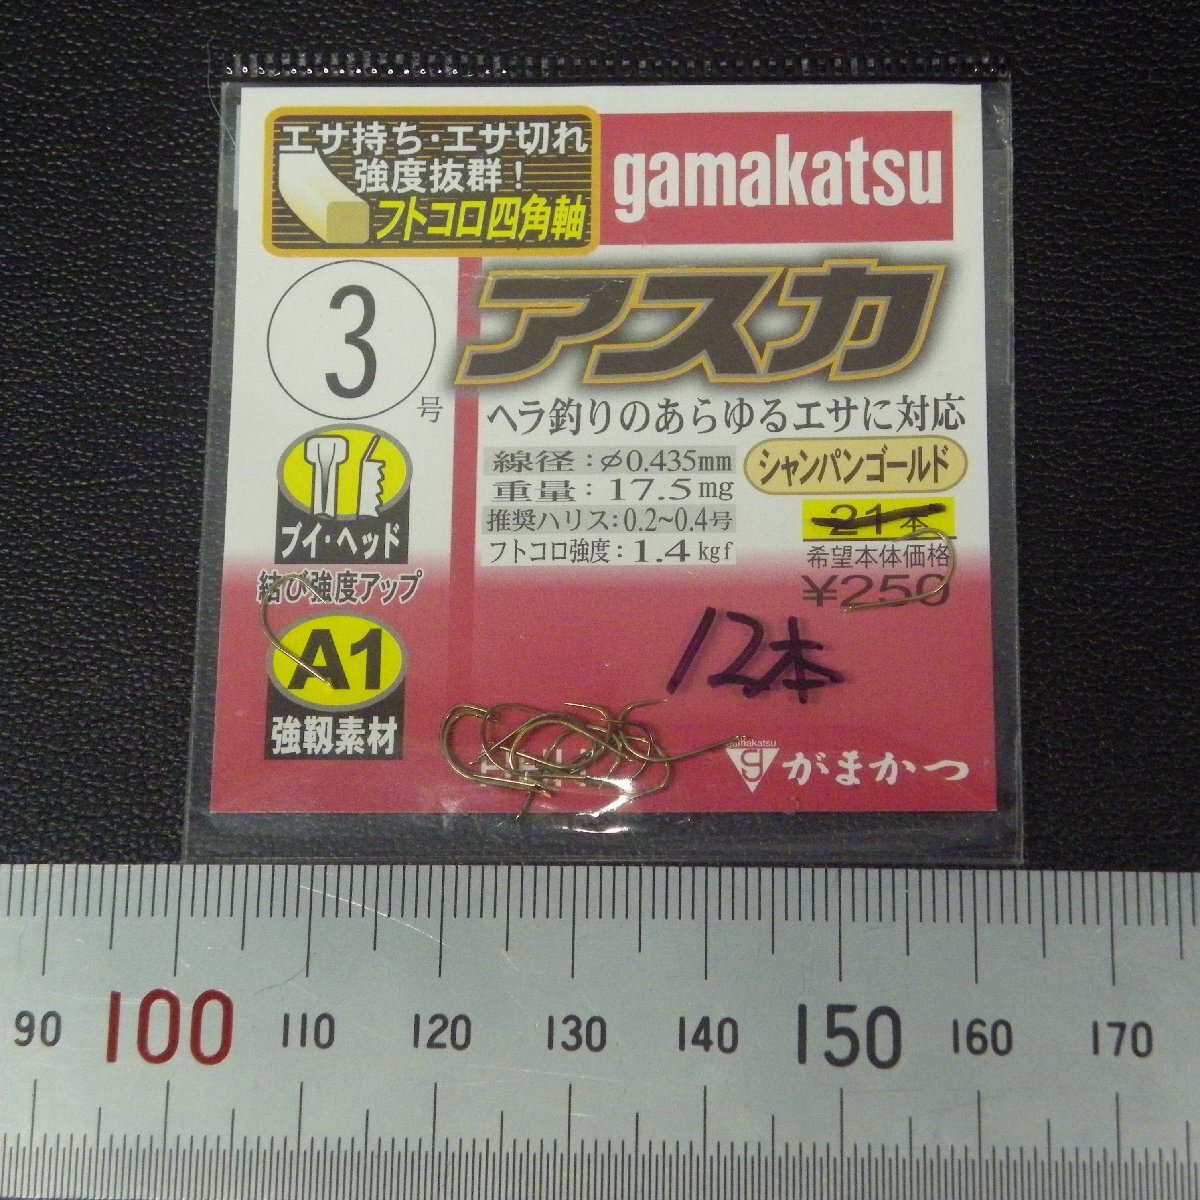 エサ持ち・エサ切れ
強度抜群!
フトコロ四角軸
gamakatsu
3号
アスカ
ヘラ釣りのあらゆるエサに対応
線径:φ0.435mm
重量:17.5mg
推奨ハリス:0.2~0.4号
フトコロ強度:1.4kgf
シャンパンゴールド
21本
希望本体価格
¥250
ブイ・ヘッド
結び強度アップ
A1
強靱素材
12本
gamakatsu
がまかつ
90 100 110 120 130 140 150 160 170